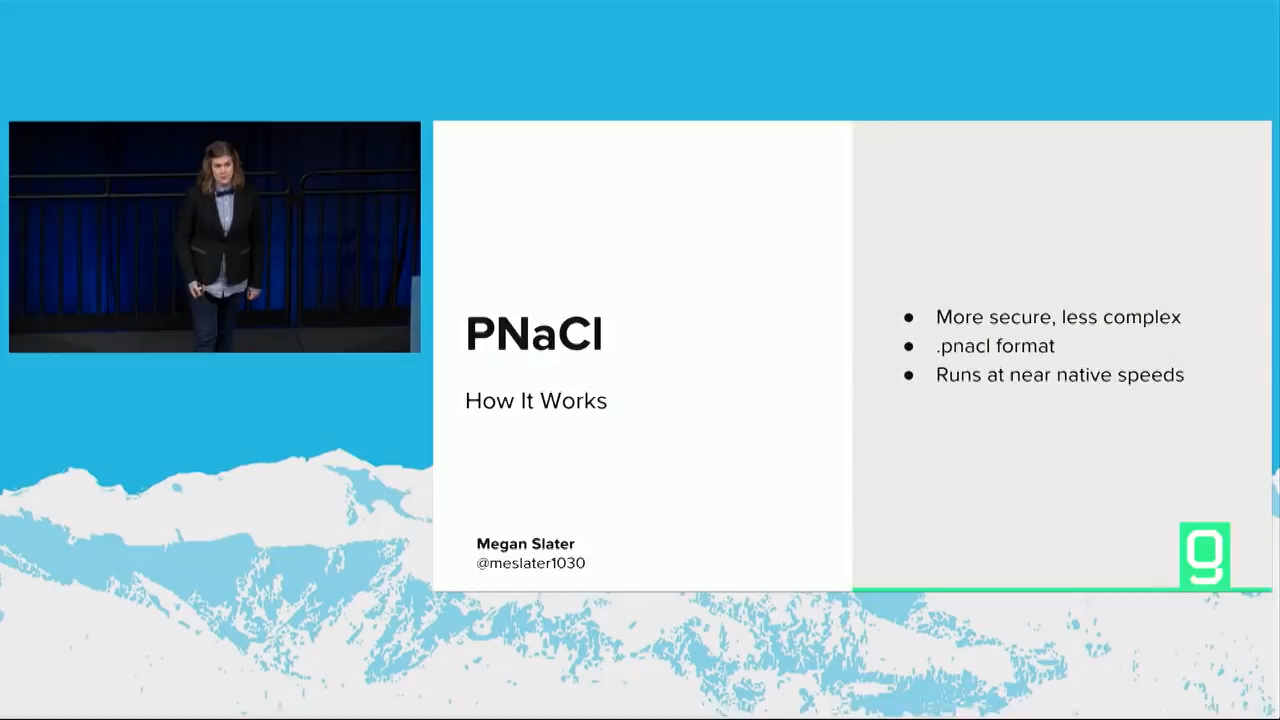 PNaCl
How It Works
Megan Slater
@meslater1030
More secure, less complex
.pnacl format
Runs at near native speeds
g